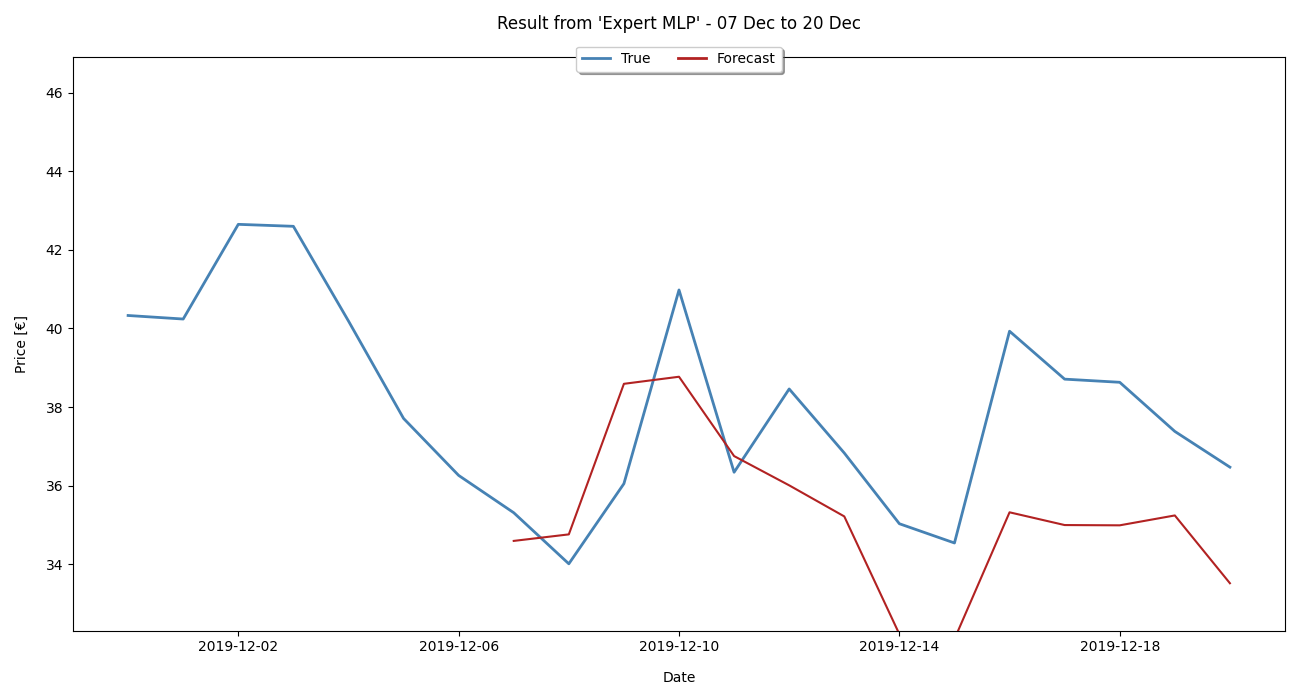 Result from 'Expert MLP' - 07 Dec to 20 Dec
True Forecast
46
44
42
40
38
36
34
Price [€]
2019-12-02 2019-12-06 2019-12-10 2019-12-14 2019-12-18
Date